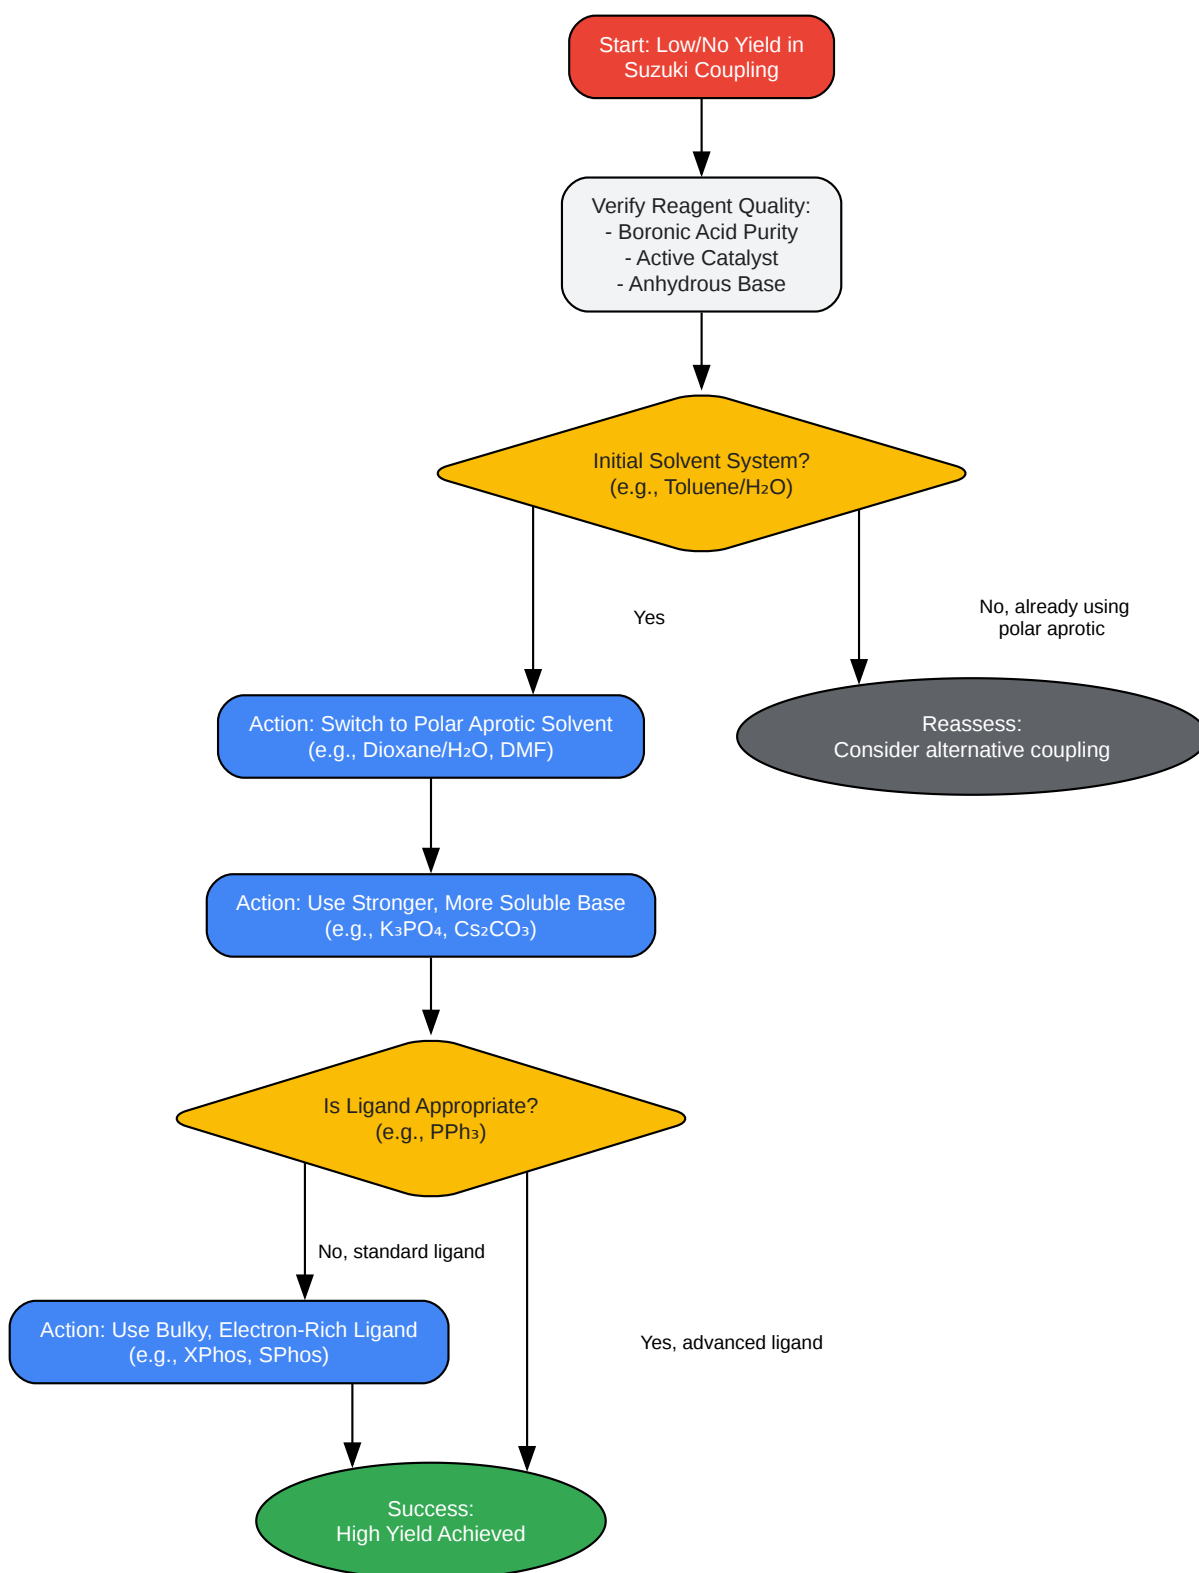 Start: Low/No Yield in
Suzuki Coupling
Verify Reagent Quality:
- Boronic Acid Purity
- Active Catalyst
- Anhydrous Base
Initial Solvent System?
(e.g., Toluene/H₂O)
Yes
No, already using
polar aprotic
Action: Switch to Polar Aprotic Solvent
(e.g., Dioxane/H₂O, DMF)
Reassess:
Consider alternative coupling
Action: Use Stronger, More Soluble Base
(e.g., K₃PO₄, Cs₂CO₃)
Is Ligand Appropriate?
(e.g., PPh₃)
No, standard ligand
Yes, advanced ligand
Action: Use Bulky, Electron-Rich Ligand
(e.g., XPhos, SPhos)
Success:
High Yield Achieved